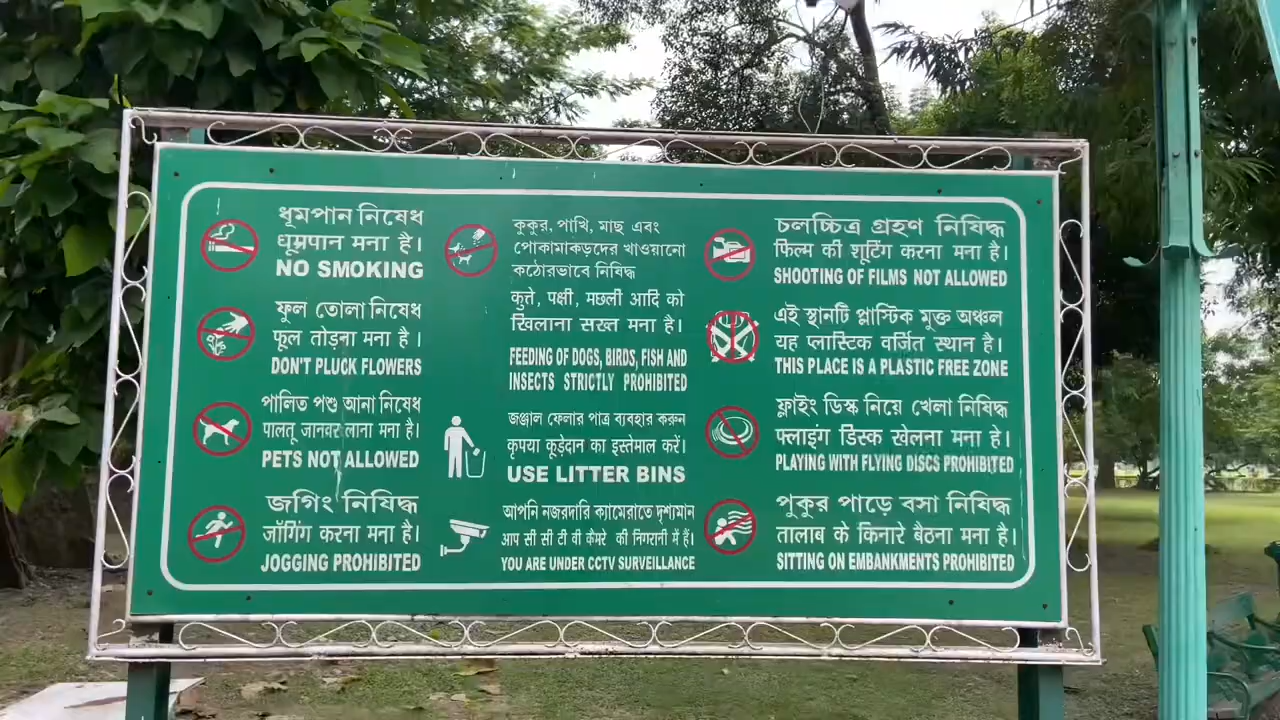 ধূমপান নিষেধ
धूम्रपान मना है।
NO SMOKING
ফুল তোলা নিষেধ
फूल तोड़ना मना है।
DON'T PLUCK FLOWERS
পালিত পশু আনা নিষেধ
पालतू जानवर लाना मना है।
PETS NOT ALLOWED
জগিং নিষিদ্ধ
जॉगिंग करना मना है।
JOGGING PROHIBITED
কুকুর, পাখি, মাছ এবং
পোকামাকড়দের খাওয়ানো
কঠোরভাবে নিষিদ্ধ
कुत्ते, पक्षी, मछली आदि को
खिलाना सख्त मना है।
FEEDING OF DOGS, BIRDS, FISH AND
INSECTS STRICTLY PROHIBITED
জঞ্জাল ফেলার পাত্র ব্যবহার করুন
कृपया कूड़ेदान का इस्तेमाल करें।
USE LITTER BINS
আপনি নজরদারি ক্যামেরাতে দৃশ্যমান
आप सी सी टी वी कैमरे की निगरानी में हैं।
YOU ARE UNDER CCTV SURVEILLANCE
চলচ্চিত্র গ্রহণ নিষিদ্ধ
फिल्म की शूटिंग करना मना है।
SHOOTING OF FILMS NOT ALLOWED
এই স্থানটি প্লাস্টিক মুক্ত অঞ্চল
यह प्लास्टिक वर्जित स्थान है।
THIS PLACE IS A PLASTIC FREE ZONE
ফ্লাইং ডিস্ক নিয়ে খেলা নিষিদ্ধ
फ्लाइंग डिस्क खेलना मना है।
PLAYING WITH FLYING DISCS PROHIBITED
পুকুর পাড়ে বসা নিষিদ্ধ
तालाब के किनारे बैठना मना है।
SITTING ON EMBANKMENTS PROHIBITED